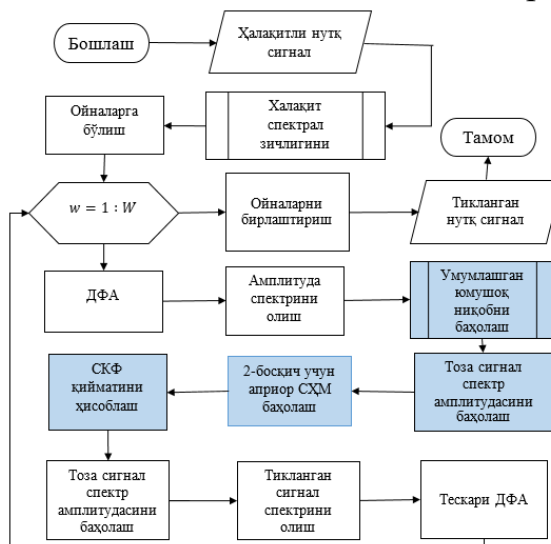 Бошлаш
Ҳалақитли нутқ
сигнал
Ойналарга
бўлиш
Халақит
спектрал
зичлигини
Тамом
w = 1 : W
Ойналарни
бирлаштириш
Тикланган
нутқ сигнал
ДФА
Амплитуда
спектрини
олиш
Умумлашган
юмушоқ
ниқобни
баҳолаш
СКФ
қийматини
ҳисоблаш
2-босқич учун
априор СҲМ
баҳолаш
Тоза сигнал
спектр
амплитудасини
баҳолаш
Тоза сигнал
спектр
амплитудасини
баҳолаш
Тикланган
сигнал
спектрини
олиш
Тескари ДФА